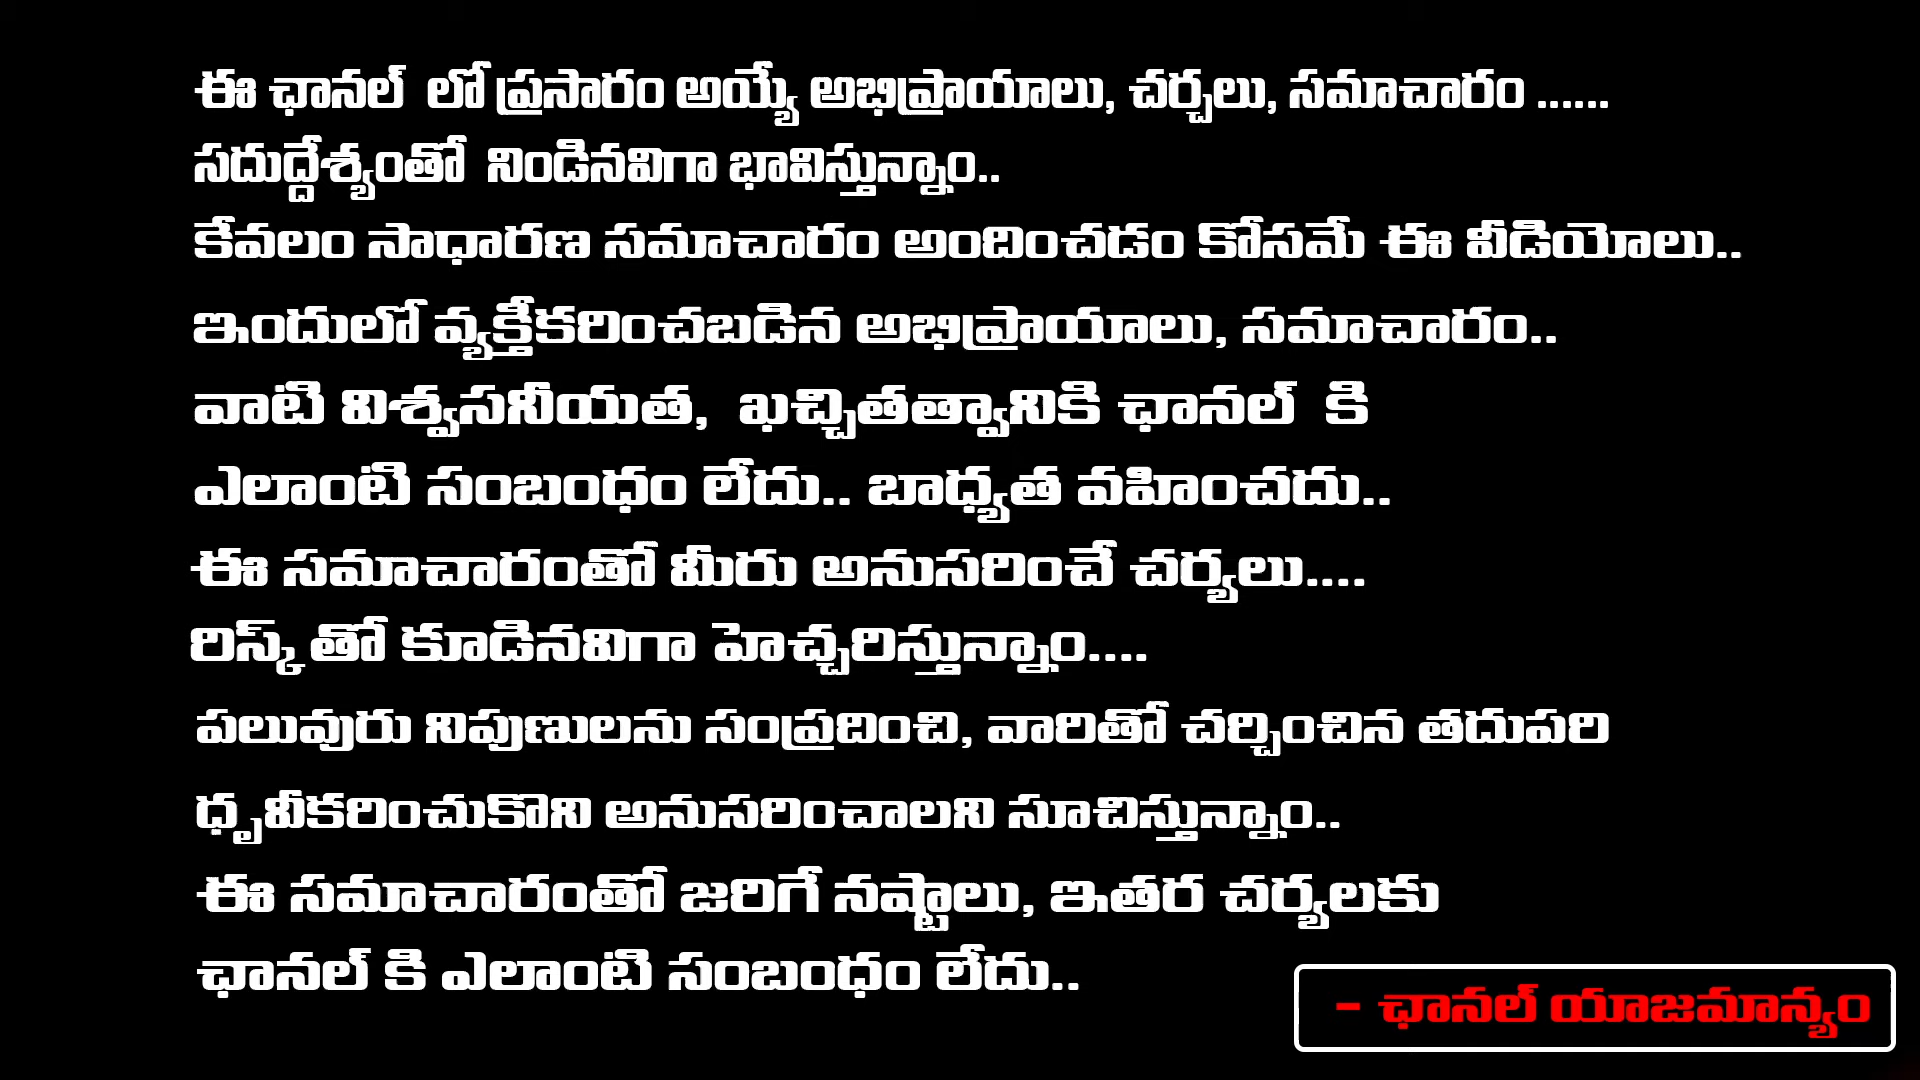 ఈ ఛానల్ లో ప్రసారం అయ్యే అభిప్రాయాలు, చర్చలు, సమాచారం ......
సదుద్దేశ్యంతో నిండినవిగా భావిస్తున్నాం..
కేవలం సాధారణ సమాచారం అందించడం కోసమే ఈ వీడియోలు..
ఇందులో వ్యక్తీకరించబడిన అభిప్రాయాలు, సమాచారం..
వాటి విశ్వసనీయత, ఖచ్చితత్వానికి ఛానల్ కి
ఎలాంటి సంబంధం లేదు.. బాధ్యత వహించదు..
ఈ సమాచారంతో మీరు అనుసరించే చర్యలు....
రిస్క్ తో కూడినవిగా హెచ్చరిస్తున్నాం....
పలువురు నిపుణులను సంప్రదించి, వారితో చర్చించిన తదుపరి
ధృవీకరించుకొని అనుసరించాలని సూచిస్తున్నాం..
ఈ సమాచారంతో జరిగే నష్టాలు, ఇతర చర్యలకు
ఛానల్ కి ఎలాంటి సంబంధం లేదు..
- ఛానల్ యాజమాన్యం